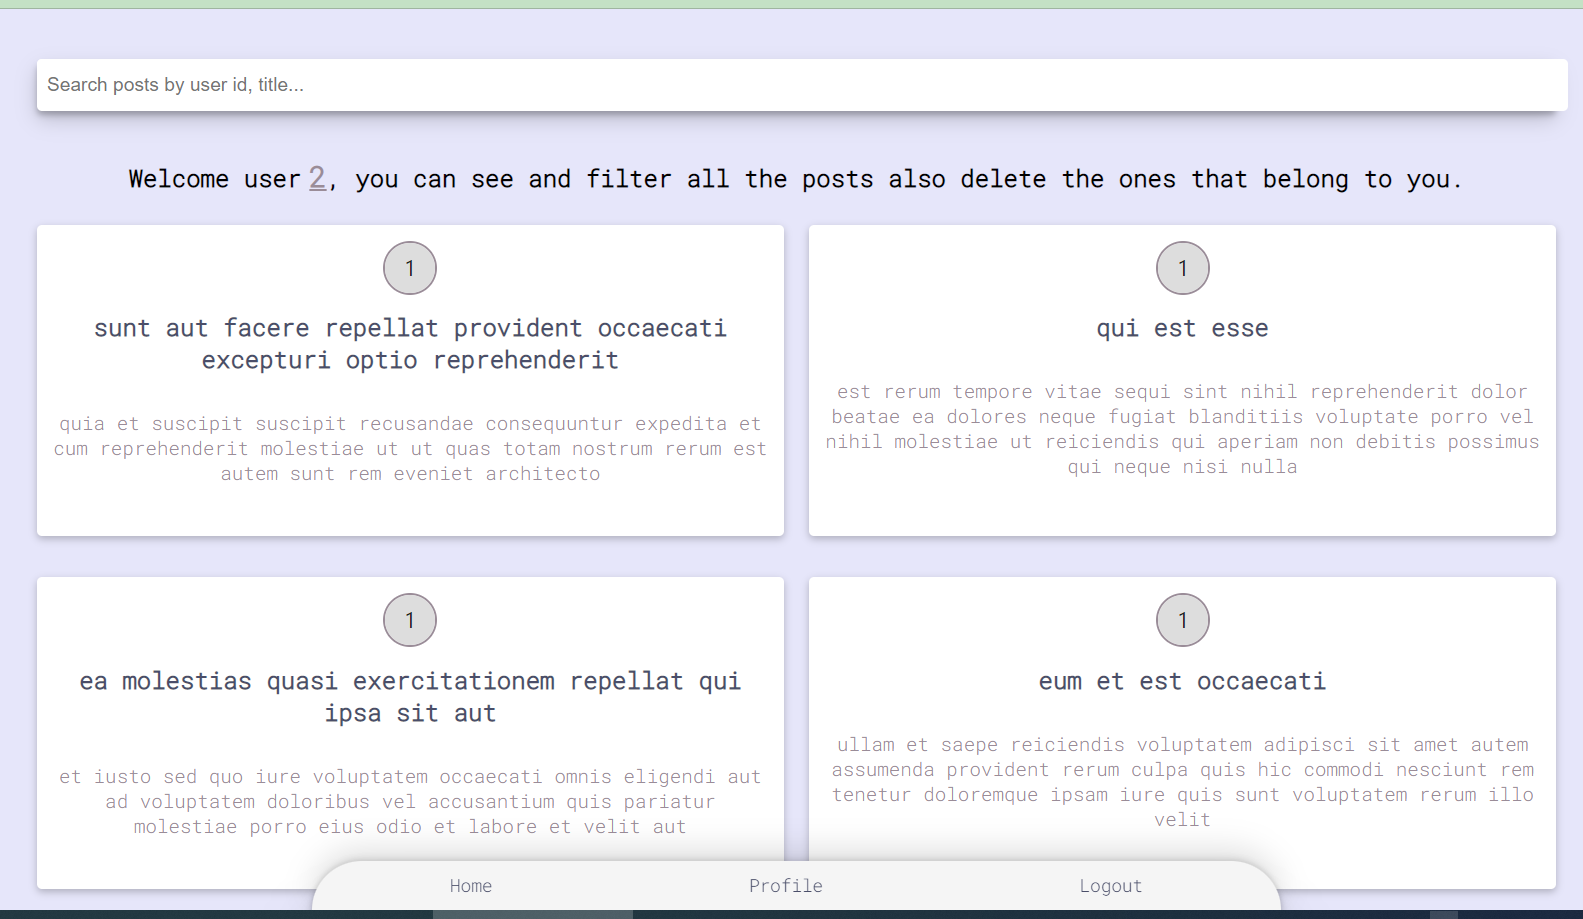 Search posts by user id, title...
Welcome user 2, you can see and filter all the posts also delete the ones that belong to you.
1
sunt aut facere repellat provident occaecati
excepturi optio reprehenderit
quia et suscipit suscipit recusandae consequuntur expedita et
cum reprehenderit molestiae ut ut quas totam nostrum rerum est
autem sunt rem eveniet architecto
1
qui est esse
est rerum tempore vitae sequi sint nihil reprehenderit dolor
beatae ea dolores neque fugiat blanditiis voluptate porro vel
nihil molestiae ut reiciendis qui aperiam non debitis possimus
qui neque nisi nulla
1
ea molestias quasi exercitationem repellat qui
ipsa sit aut
et iusto sed quo iure voluptatem occaecati omnis eligendi aut
ad voluptatem doloribus vel accusantium quis pariatur
molestiae porro eius odio et labore et velit aut
1
eum et est occaecati
ullam et saepe reiciendis voluptatem adipisci sit amet autem
assumenda provident rerum culpa quis hic commodi nesciunt rem
tenetur doloremque ipsam iure quis sunt voluptatem rerum illo
velit
Home
Profile
Logout